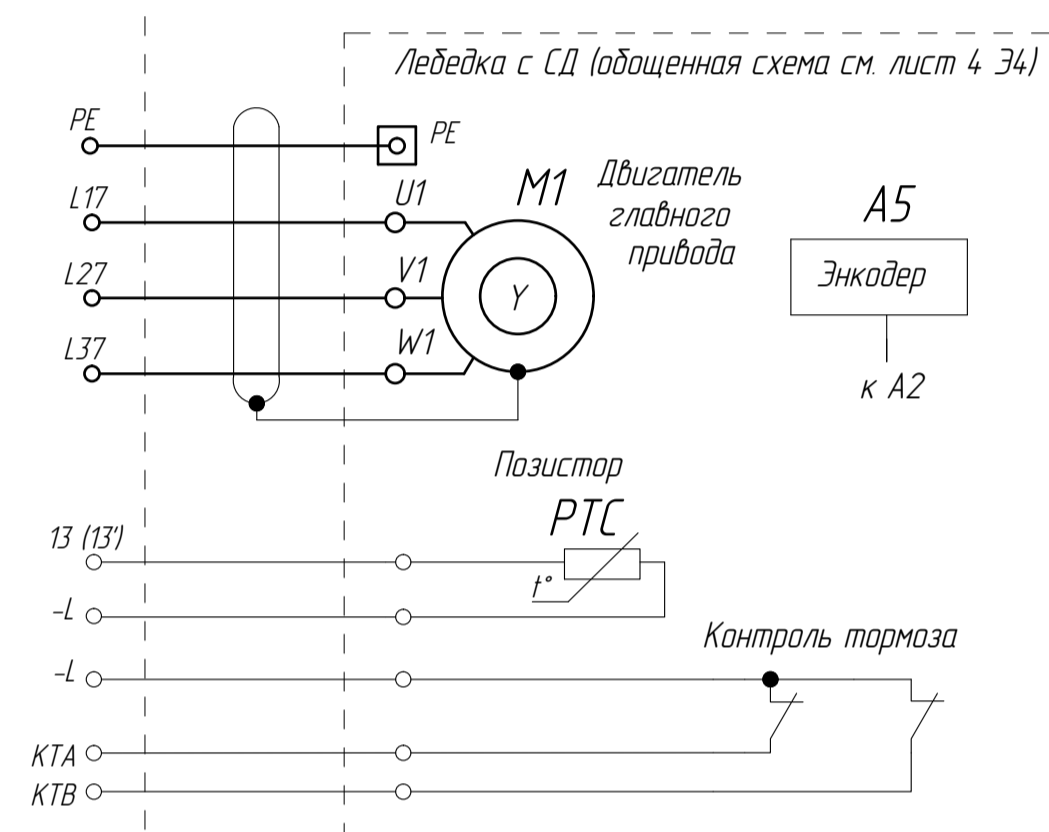 Лебедка с СД (обощенная схема см. лист 4 Э4)
PE
PE
L17
U1
M1
Двигатель
главного
привода
A5
L27
V1
Y
Энкодер
L37
W1
к А2
Позистор
PTC
13 (13')
t°
-L
Контроль тормоза
-L
KTA
KTB